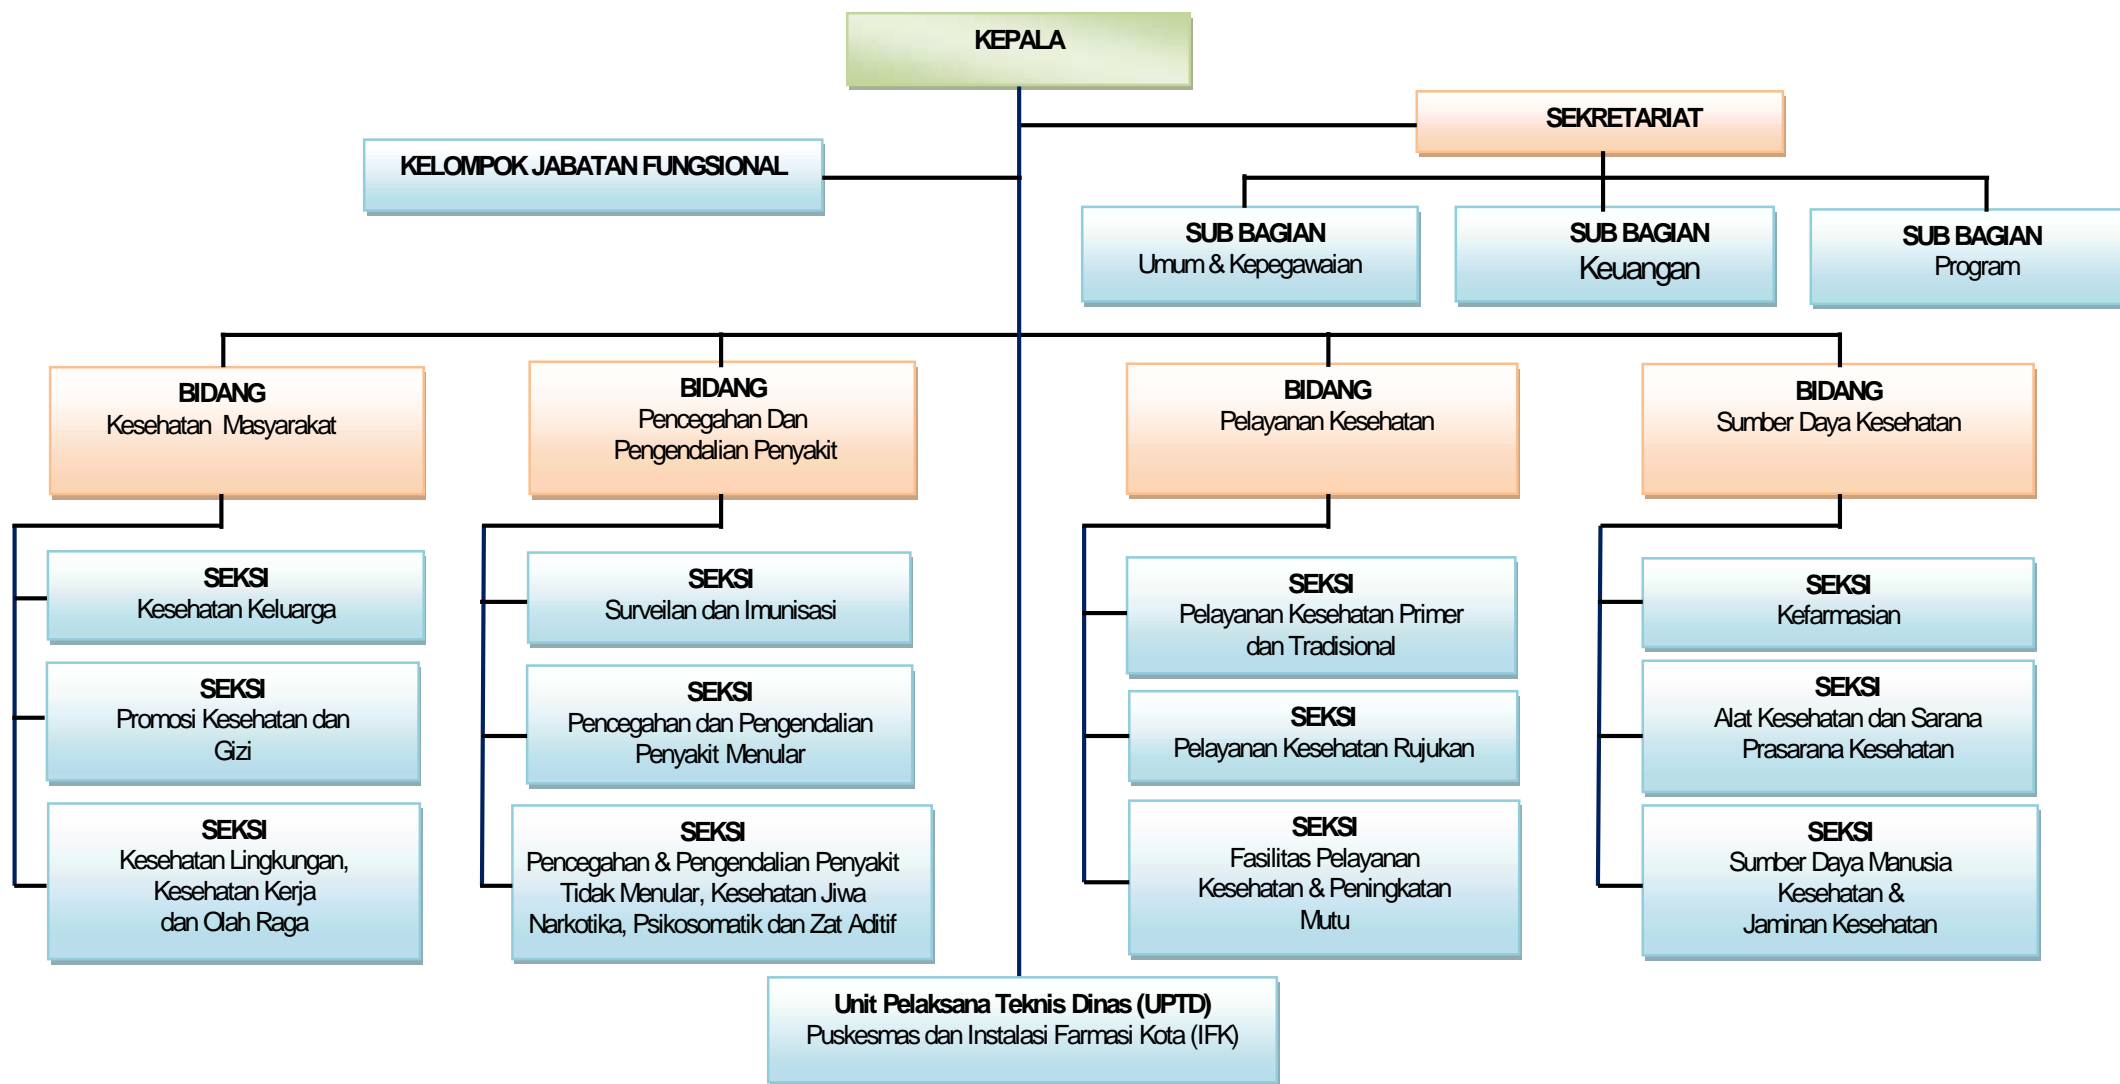 KEPALA
SEKRETARIAT
KELOMPOK JABATAN FUNGSIONAL
SUB BAGIAN
Umum & Kepegawaian
SUB BAGIAN
Keuangan
SUB BAGIAN
Program
BIDANG
Kesehatan Masyarakat
BIDANG
Pencegahan Dan
Pengendalian Penyakit
BIDANG
Pelayanan Kesehatan
BIDANG
Sumber Daya Kesehatan
SEKSI
Kesehatan Keluarga
SEKSI
Promosi Kesehatan dan
Gizi
SEKSI
Kesehatan Lingkungan,
Kesehatan Kerja
dan Olah Raga
SEKSI
Surveilan dan Imunisasi
SEKSI
Pencegahan dan Pengendalian
Penyakit Menular
SEKSI
Pencegahan & Pengendalian Penyakit
Tidak Menular, Kesehatan Jiwa
Narkotika, Psikosomatik dan Zat Aditif
SEKSI
Pelayanan Kesehatan Primer
dan Tradisional
SEKSI
Pelayanan Kesehatan Rujukan
SEKSI
Fasilitas Pelayanan
Kesehatan & Peningkatan
Mutu
SEKSI
Kefarmasian
SEKSI
Alat Kesehatan dan Sarana
Prasarana Kesehatan
SEKSI
Sumber Daya Manusia
Kesehatan &
Jaminan Kesehatan
Unit Pelaksana Teknis Dinas (UPTD)
Puskesmas dan Instalasi Farmasi Kota (IFK)